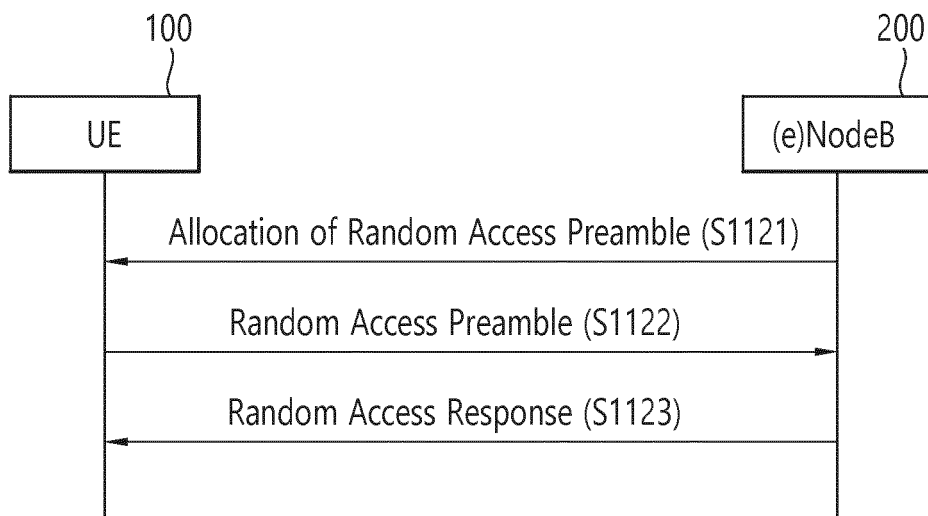 100
200
UE
(e)NodeB
Allocation of Random Access Preamble (S1121)
Random Access Preamble (S1122)
Random Access Response (S1123)